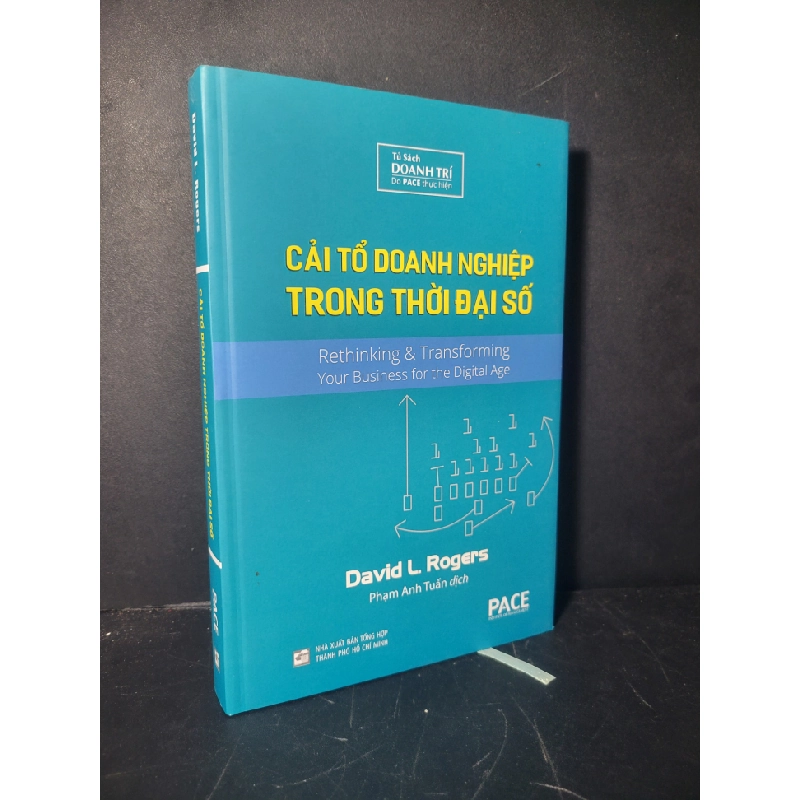 Tủ Sách
DOANH TRÍ
Do PACE thực hiện
CẢI TỔ DOANH NGHIỆP
TRONG THỜI ĐẠI SỐ
Rethinking & Transforming
Your Business for the Digital Age
David L. Rogers
Phạm Anh Tuấn dịch
PACE
NHÀ XUẤT BẢN TỔNG HỢP
THÀNH PHỐ HỒ CHÍ MINH
David L. Rogers
CẢI TỔ DOANH NGHIỆP TRONG THỜI ĐẠI SỐ
PACE